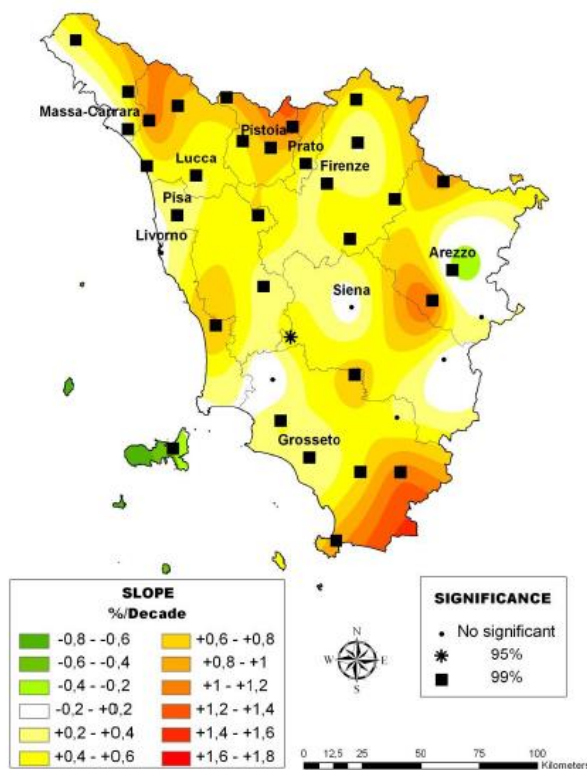 Massa-Carrara
Pistoia
Prato
Lucca
Firenze
Pisa
Livorno
Arezzo
Siena
Grosseto
SLOPE
%/Decade
-0,8 - -0,6
-0,6 - -0,4
-0,4 - -0,2
-0,2 - +0,2
+0,2 - +0,4
+0,4 - +0,6
+0,6 - +0,8
+0,8 - +1
+1 - +1,2
+1,2 - +1,4
+1,4 - +1,6
+1,6 - +1,8
N
W E
S
SIGNIFICANCE
No significant
95%
99%
0 12,5 25 50 75 100
Kilometers